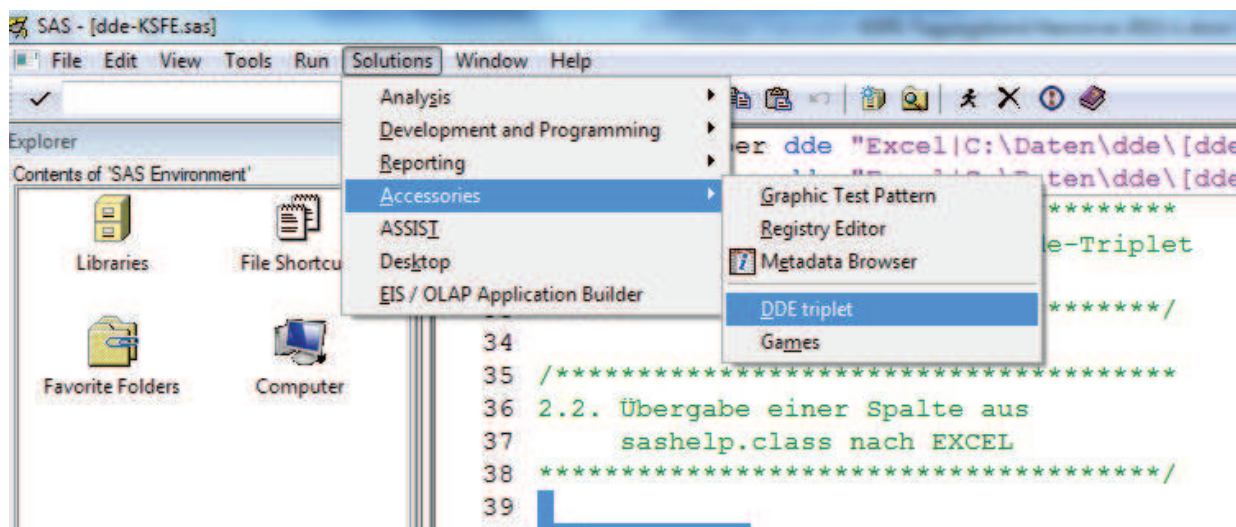 SAS - [dde-KSFE.sas]
File Edit View Tools Run Solutions Window Help
Explorer
Contents of 'SAS Environment'
Libraries
File Shortcu
Favorite Folders
Computer
Analysis
Development and Programming
Reporting
Accessories
ASSIST
Desktop
EIS / OLAP Application Builder
Graphic Test Pattern
Registry Editor
Metadata Browser
DDE triplet
Games
er dde "Excel|C:\Daten\dde\[dde
ten\dde\[dde
*********
e-Triplet
*******/
34
35 /**************************************
36 2.2. Übergabe einer Spalte aus
37 sashelp.class nach EXCEL
38 **************************************/
39